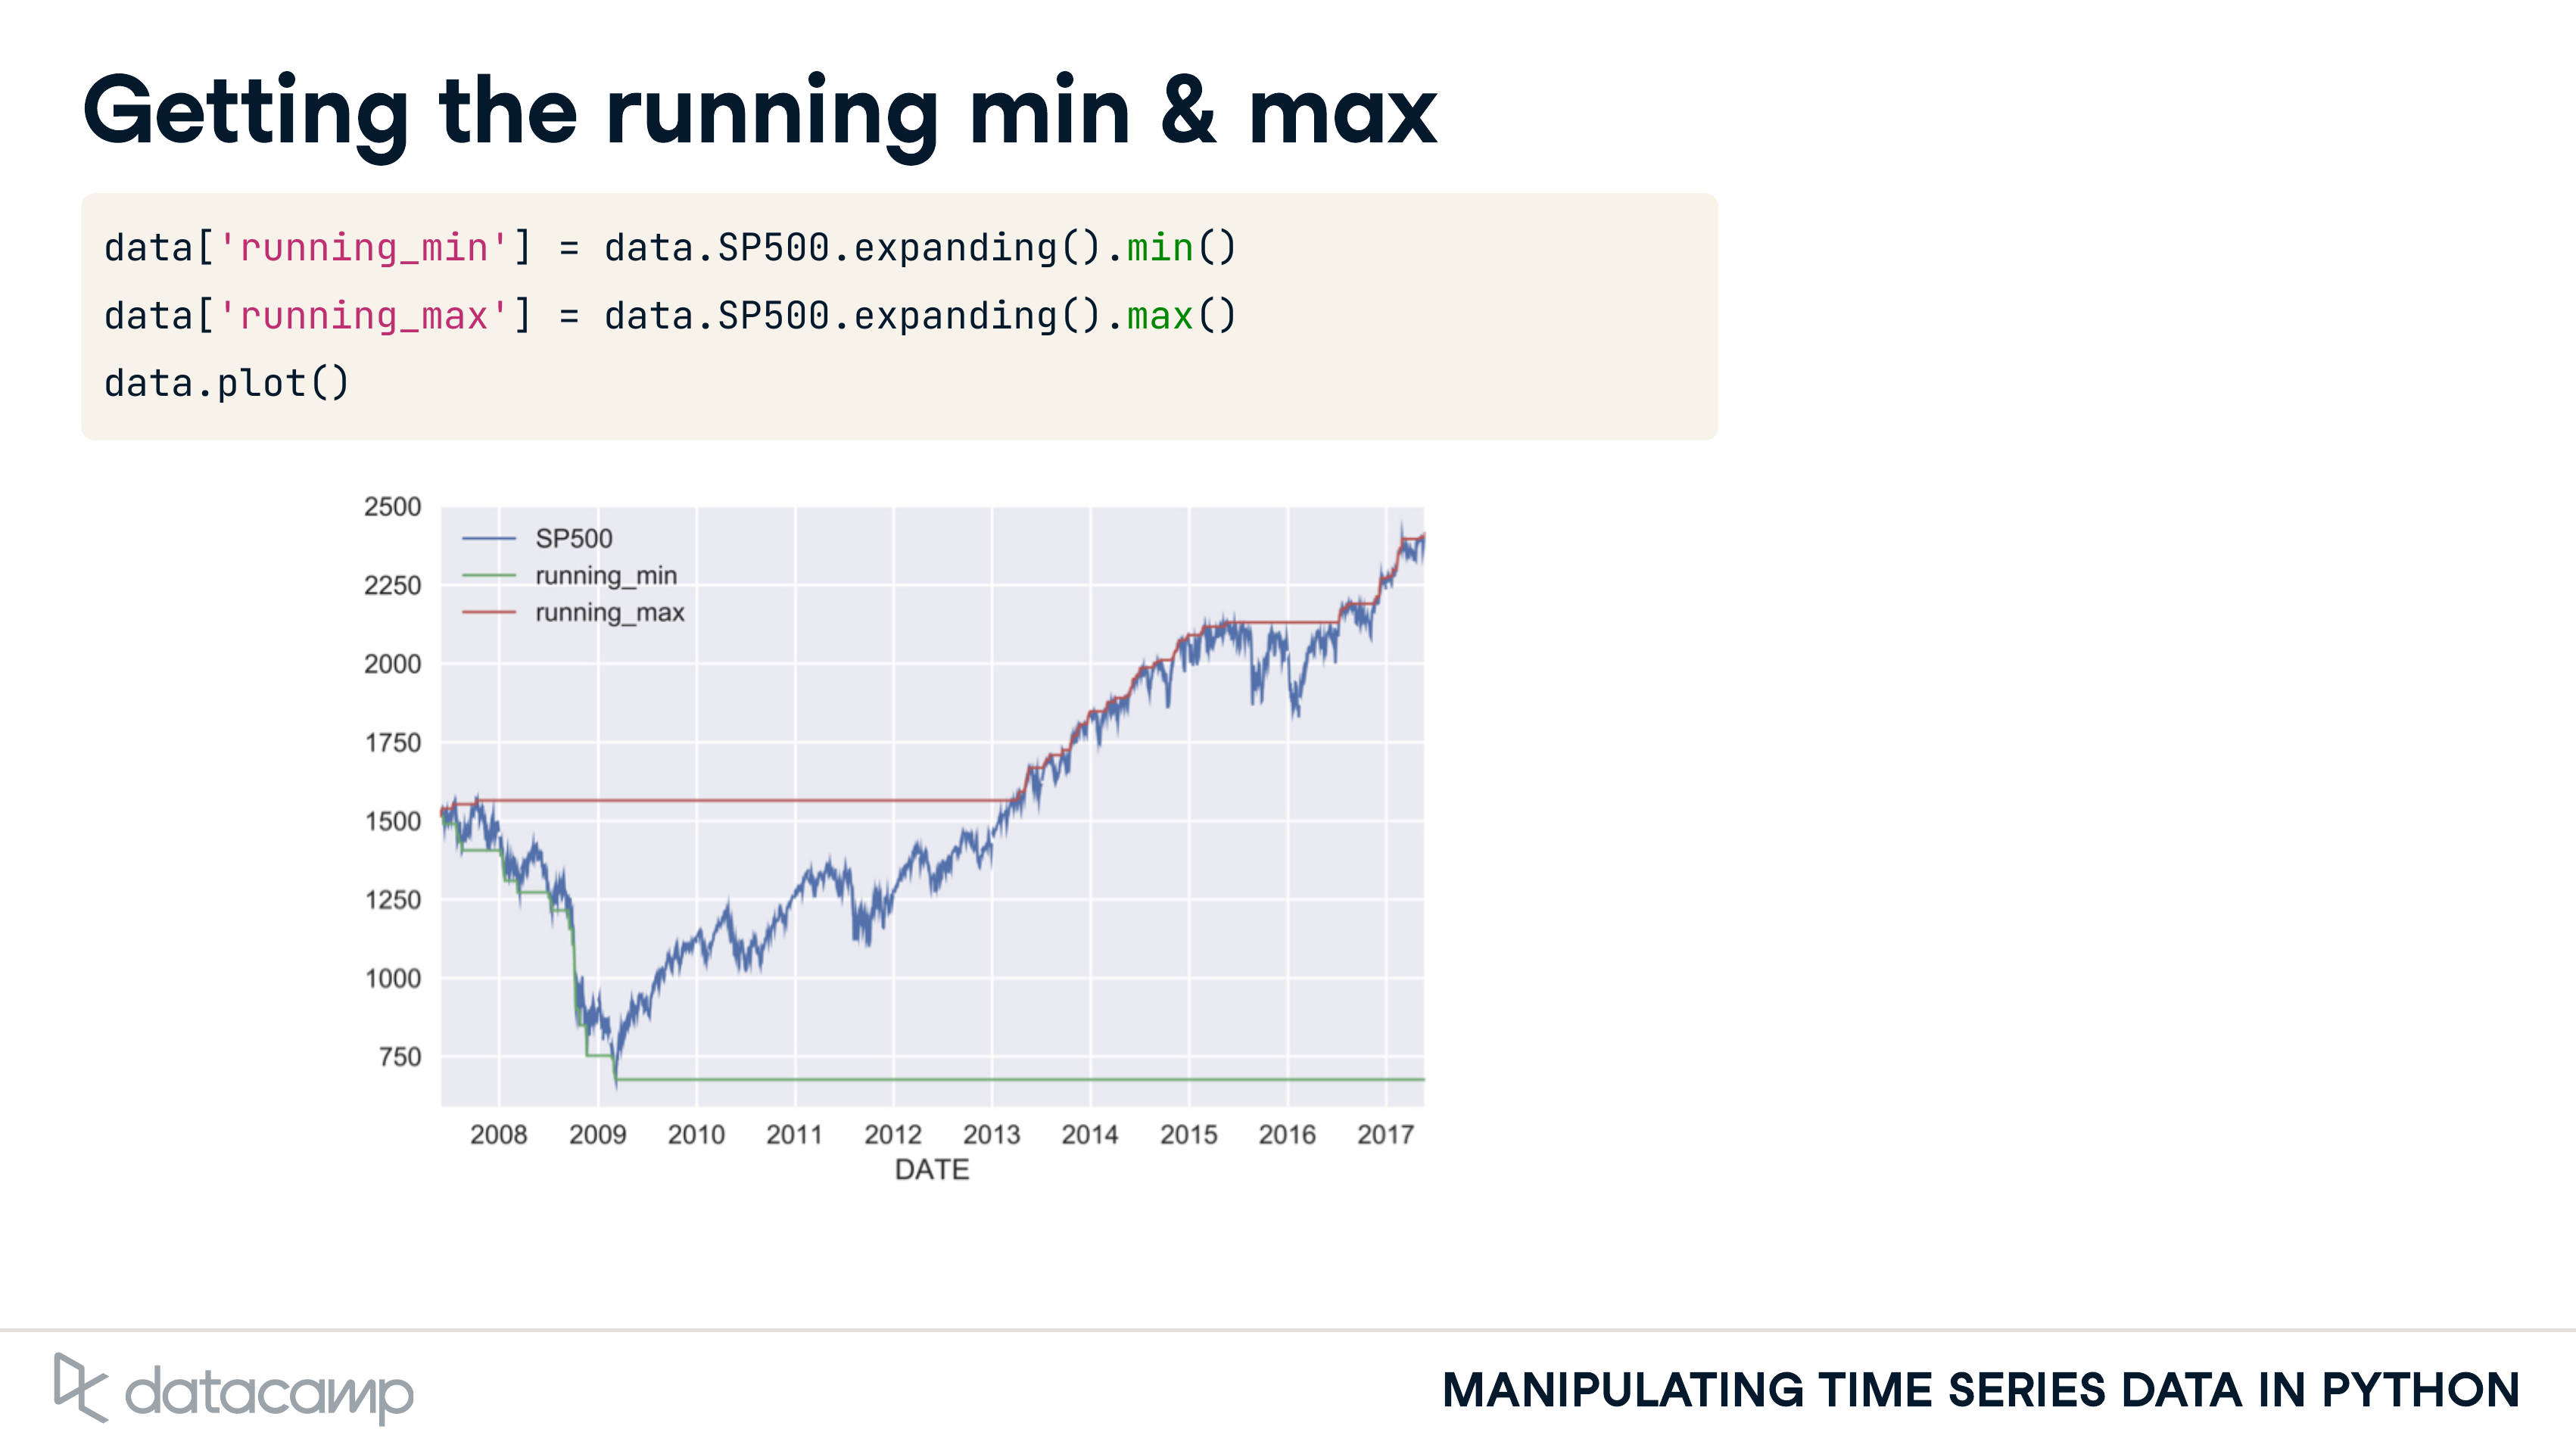 Getting the running min & max
data['running_min'] = data.SP500.expanding().min()
data['running_max'] = data.SP500.expanding().max()
data.plot()
2500
2250
2000
1750
1500
1250
1000
750
SP500
running_min
running_max
2008 2009 2010 2011 2012 2013 2014 2015 2016 2017
DATE
datacamp
MANIPULATING TIME SERIES DATA IN PYTHON